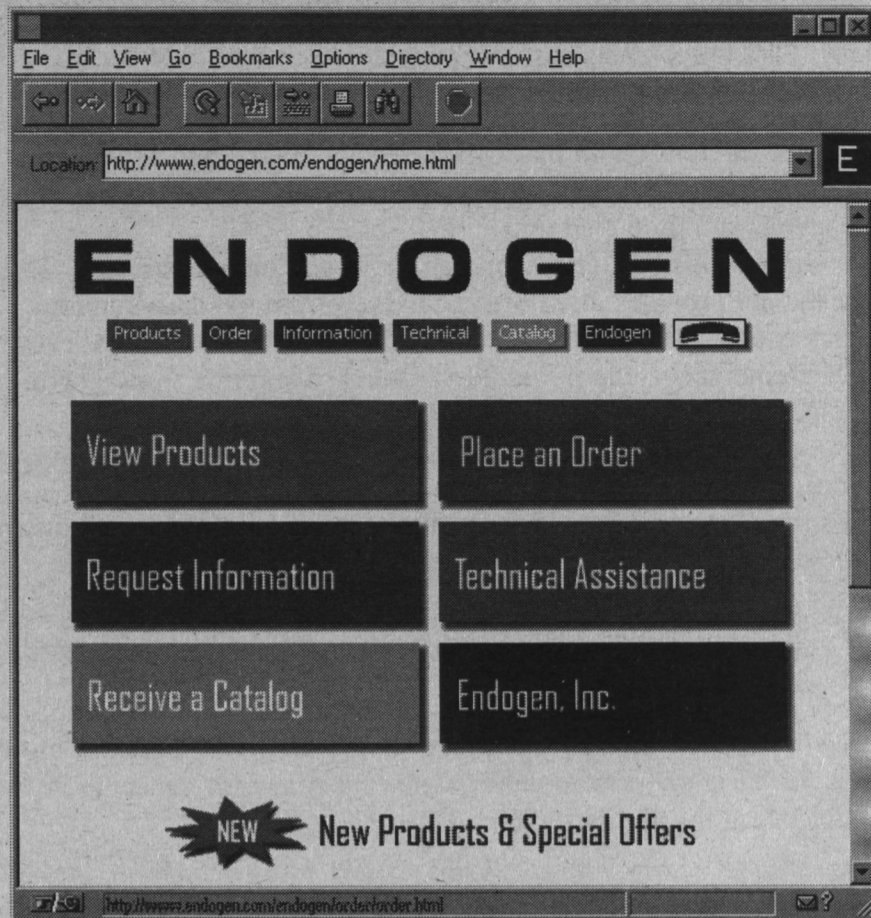 File Edit View Go Bookmarks Options Directory Window Help
Location: http://www.endogen.com/endogen/home.html
E
ENDOGEN
Products Order Information Technical Catalog Endogen
View Products Place an Order
Request Information Technical Assistance
Receive a Catalog Endogen, Inc.
NEW New Products & Special Offers
http://www.endogen.com/endogen/order/order.html